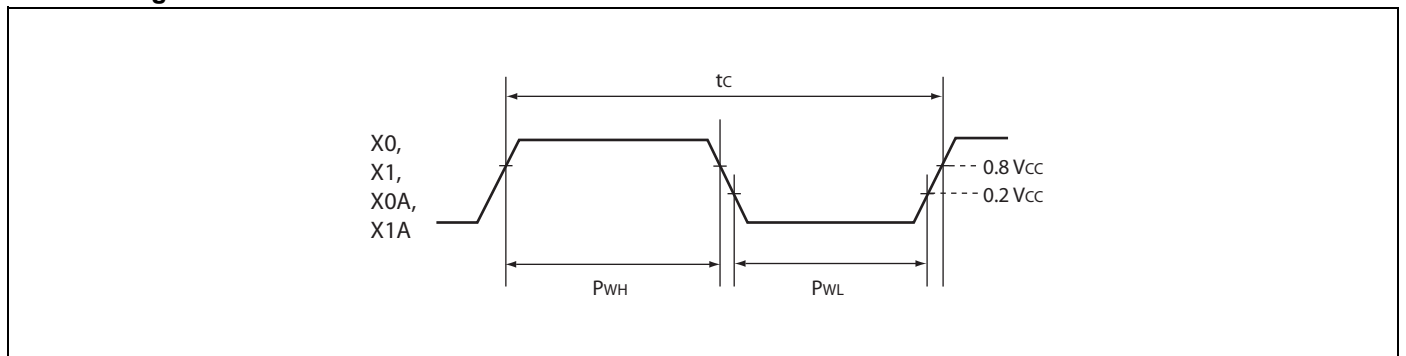 tC
X0,
X1,
X0A,
X1A
0.8 VCC
0.2 VCC
PWH
PWL